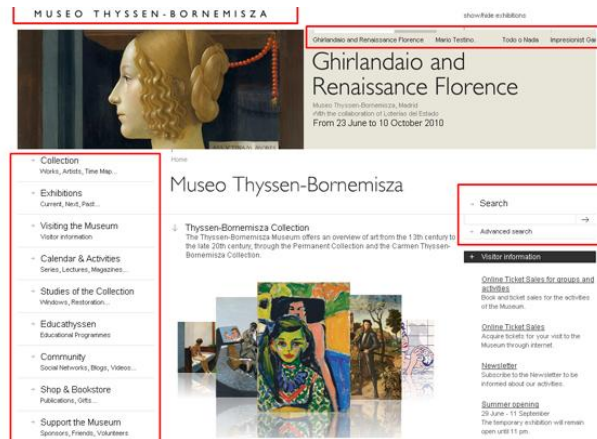 MUSEO THYSSEN-BORNEMISZA
show/hide exhibitions
Ghirlandaio and Renaissance Florence
Mario Testino.
Todo o Nada
Impresionist Gar
Ghirlandaio and
Renaissance Florence
Museo Thyssen-Bornemisza, Madrid
With the collaboration of Loterías del Estado
From 23 June to 10 October 2010
Home
Collection
Works, Artists, Time Map...
Exhibitions
Current, Next, Past...
Visiting the Museum
Visitor information
Calendar & Activities
Series, Lectures, Magazines...
Studies of the Collection
Windows, Restoration...
Educathyssen
Educational Programmes
Community
Social Networks, Blogs, Videos...
Shop & Bookstore
Publications, Gifts...
Support the Museum
Sponsors, Friends, Volunteers
Museo Thyssen-Bornemisza
Thyssen-Bornemisza Collection
The Thyssen-Bornemisza Museum offers an overview of art from the 13th century to
the late 20th century, through the Permanent Collection and the Carmen Thyssen-
Bornemisza Collection.
Search
Advanced search
+ Visitor information
Online Ticket Sales for groups and
activities
Book and ticket sales for the activities
of the Museum.
Online Ticket Sales
Acquire tickets for your visit to the
Museum through internet.
Newsletter
Subscribe to the Newsletter to be
informed about our activities.
Summer opening
29 June - 11 September
The temporary exhibition will remain
open until 11 pm.